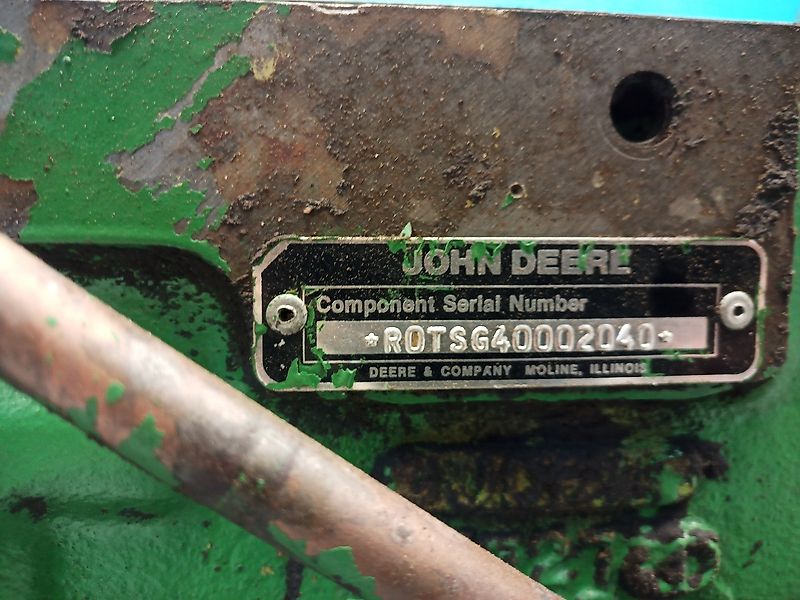 JOHN DEERE
Component Serial Number
*R0TSG40002040*
DEERE & COMPANY MOLINE, ILLINOIS